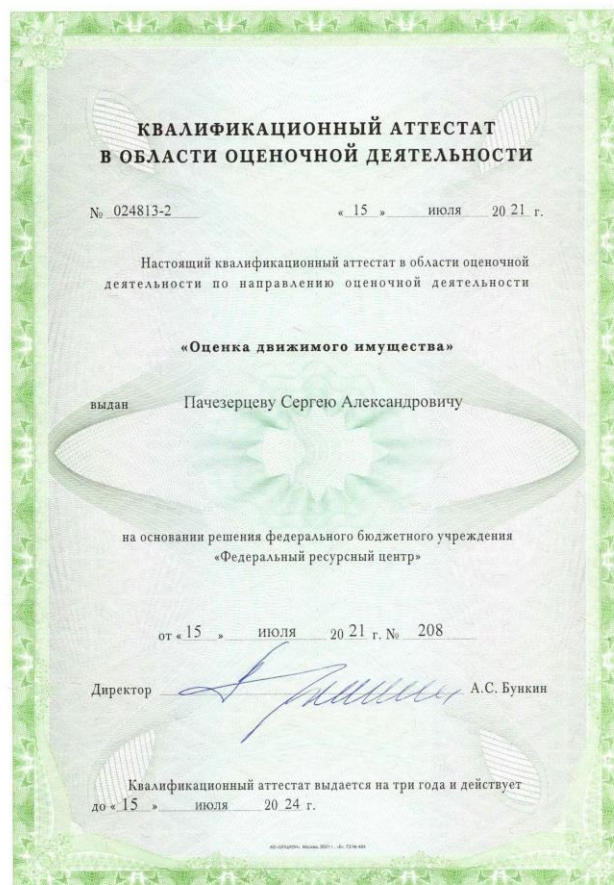 КВАЛИФИКАЦИОННЫЙ АТТЕСТАТ
В ОБЛАСТИ ОЦЕНОЧНОЙ ДЕЯТЕЛЬНОСТИ
№ 024813-2 « 15 » июля 20 21 г.
Настоящий квалификационный аттестат в области оценочной
деятельности по направлению оценочной деятельности
«Оценка движимого имущества»
выдан Пачезерцеву Сергею Александровичу
на основании решения федерального бюджетного учреждения
«Федеральный ресурсный центр»
от « 15 » июля 20 21 г. № 208
Директор А.С. Бункин
Квалификационный аттестат выдается на три года и действует
до « 15 » июля 20 24 г.